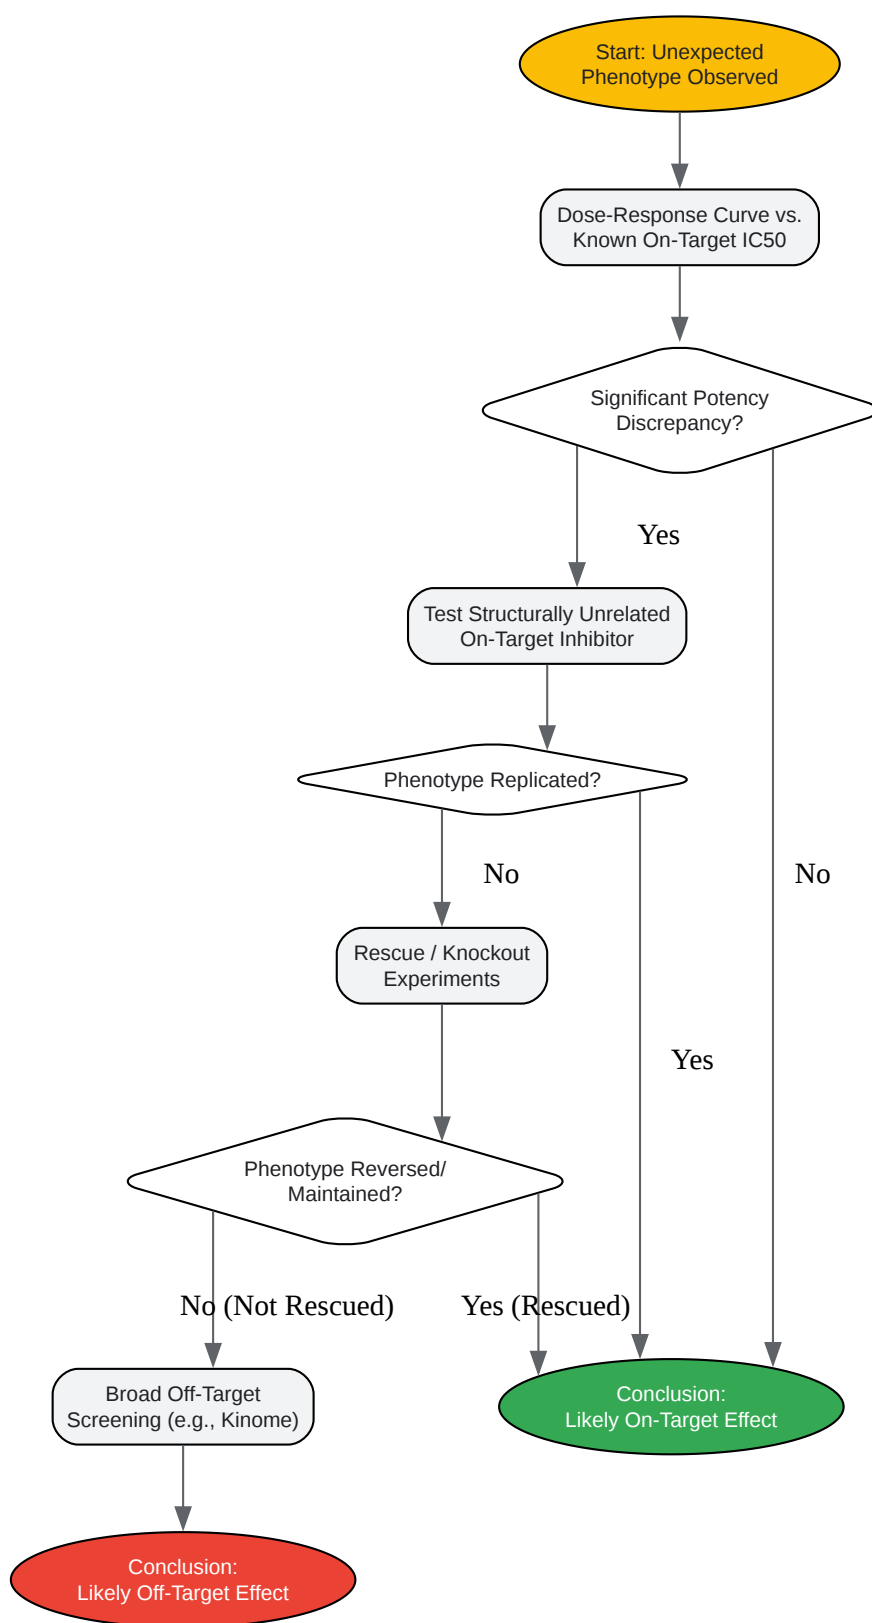 Start: Unexpected
Phenotype Observed
Dose-Response Curve vs.
Known On-Target IC50
Significant Potency
Discrepancy?
Yes
Test Structurally Unrelated
On-Target Inhibitor
Phenotype Replicated?
No
No
Rescue / Knockout
Experiments
Yes
Phenotype Reversed/
Maintained?
No (Not Rescued)
Yes (Rescued)
Broad Off-Target
Screening (e.g., Kinome)
Conclusion:
Likely On-Target Effect
Conclusion:
Likely Off-Target Effect